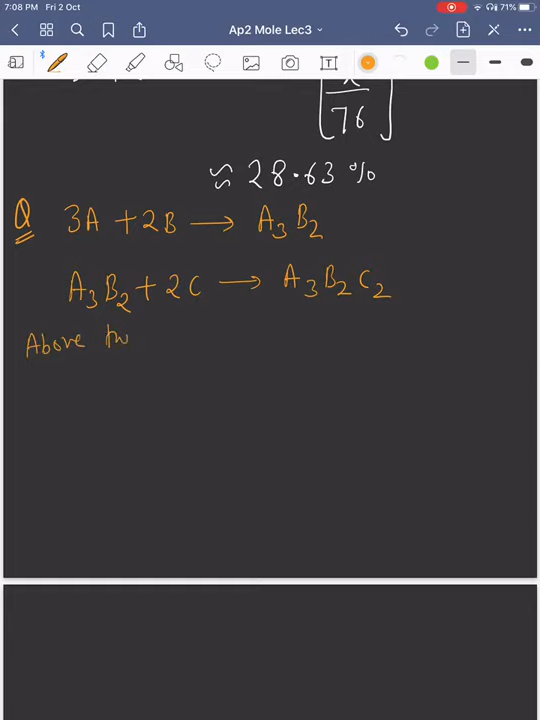 7:08 PM Fri 2 Oct 71%
Ap2 Mole Lec3
76
≈ 28.63 %
Q 3A + 2B → A₃B₂
A₃B₂ + 2C → A₃B₂C₂
Above tw